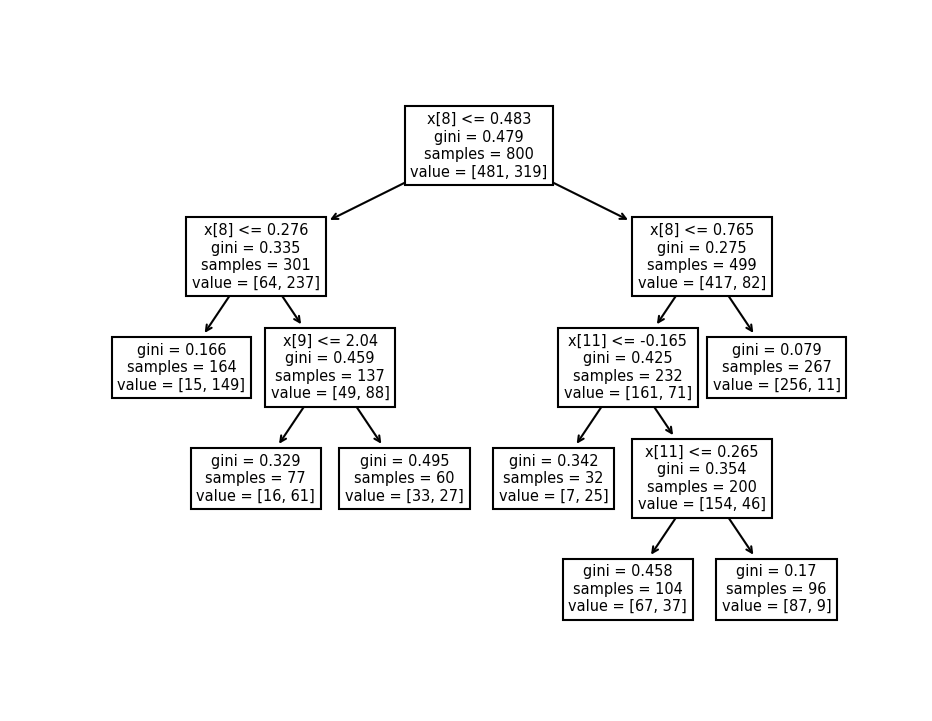 x[8] <= 0.483
gini = 0.479
samples = 800
value = [481, 319]
x[8] <= 0.276
gini = 0.335
samples = 301
value = [64, 237]
x[8] <= 0.765
gini = 0.275
samples = 499
value = [417, 82]
gini = 0.166
samples = 164
value = [15, 149]
x[9] <= 2.04
gini = 0.459
samples = 137
value = [49, 88]
x[11] <= -0.165
gini = 0.425
samples = 232
value = [161, 71]
gini = 0.079
samples = 267
value = [256, 11]
gini = 0.329
samples = 77
value = [16, 61]
gini = 0.495
samples = 60
value = [33, 27]
gini = 0.342
samples = 32
value = [7, 25]
x[11] <= 0.265
gini = 0.354
samples = 200
value = [154, 46]
gini = 0.458
samples = 104
value = [67, 37]
gini = 0.17
samples = 96
value = [87, 9]